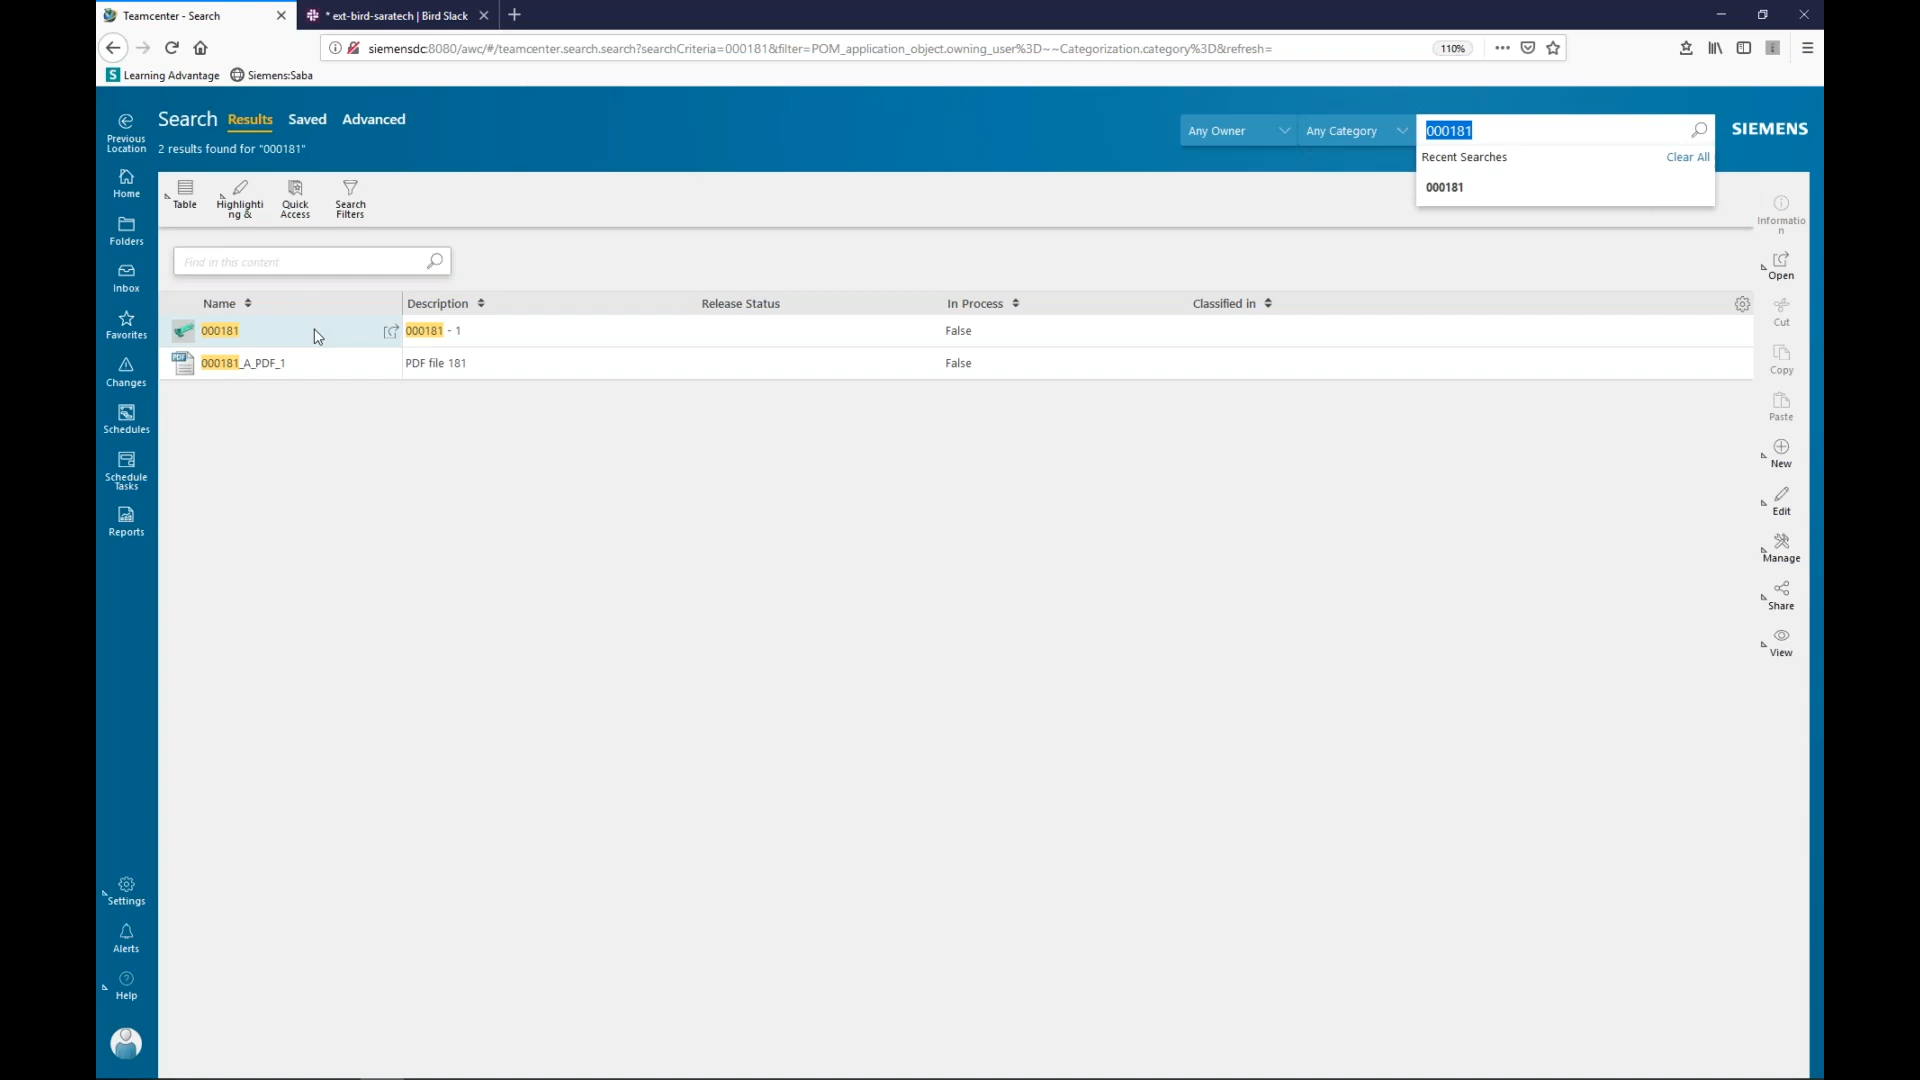 Teamcenter - Search
* ext-bird-saratech | Bird Slack
siemensdc:8080/awc/#/teamcenter.search.search?searchCriteria=000181&filter=POM_application_object.owning_user%3D~~Categorization.category%3D&refresh=
110%
S Learning Advantage
Siemens:Saba
Previous
Location
Search
Results
Saved
Advanced
2 results found for "000181"
Any Owner
Any Category
000181
SIEMENS
Recent Searches
Clear All
000181
Home
Folders
Inbox
Favorites
Changes
Schedules
Schedule
Tasks
Reports
Settings
Alerts
Help
Table
Highlighti
ng &
Quick
Access
Search
Filters
Find in this content
Name
Description
Release Status
In Process
Classified in
000181
000181 - 1
False
PDF
000181_A_PDF_1
PDF file 181
False
Informatio
n
Open
Cut
Copy
Paste
New
Edit
Manage
Share
View